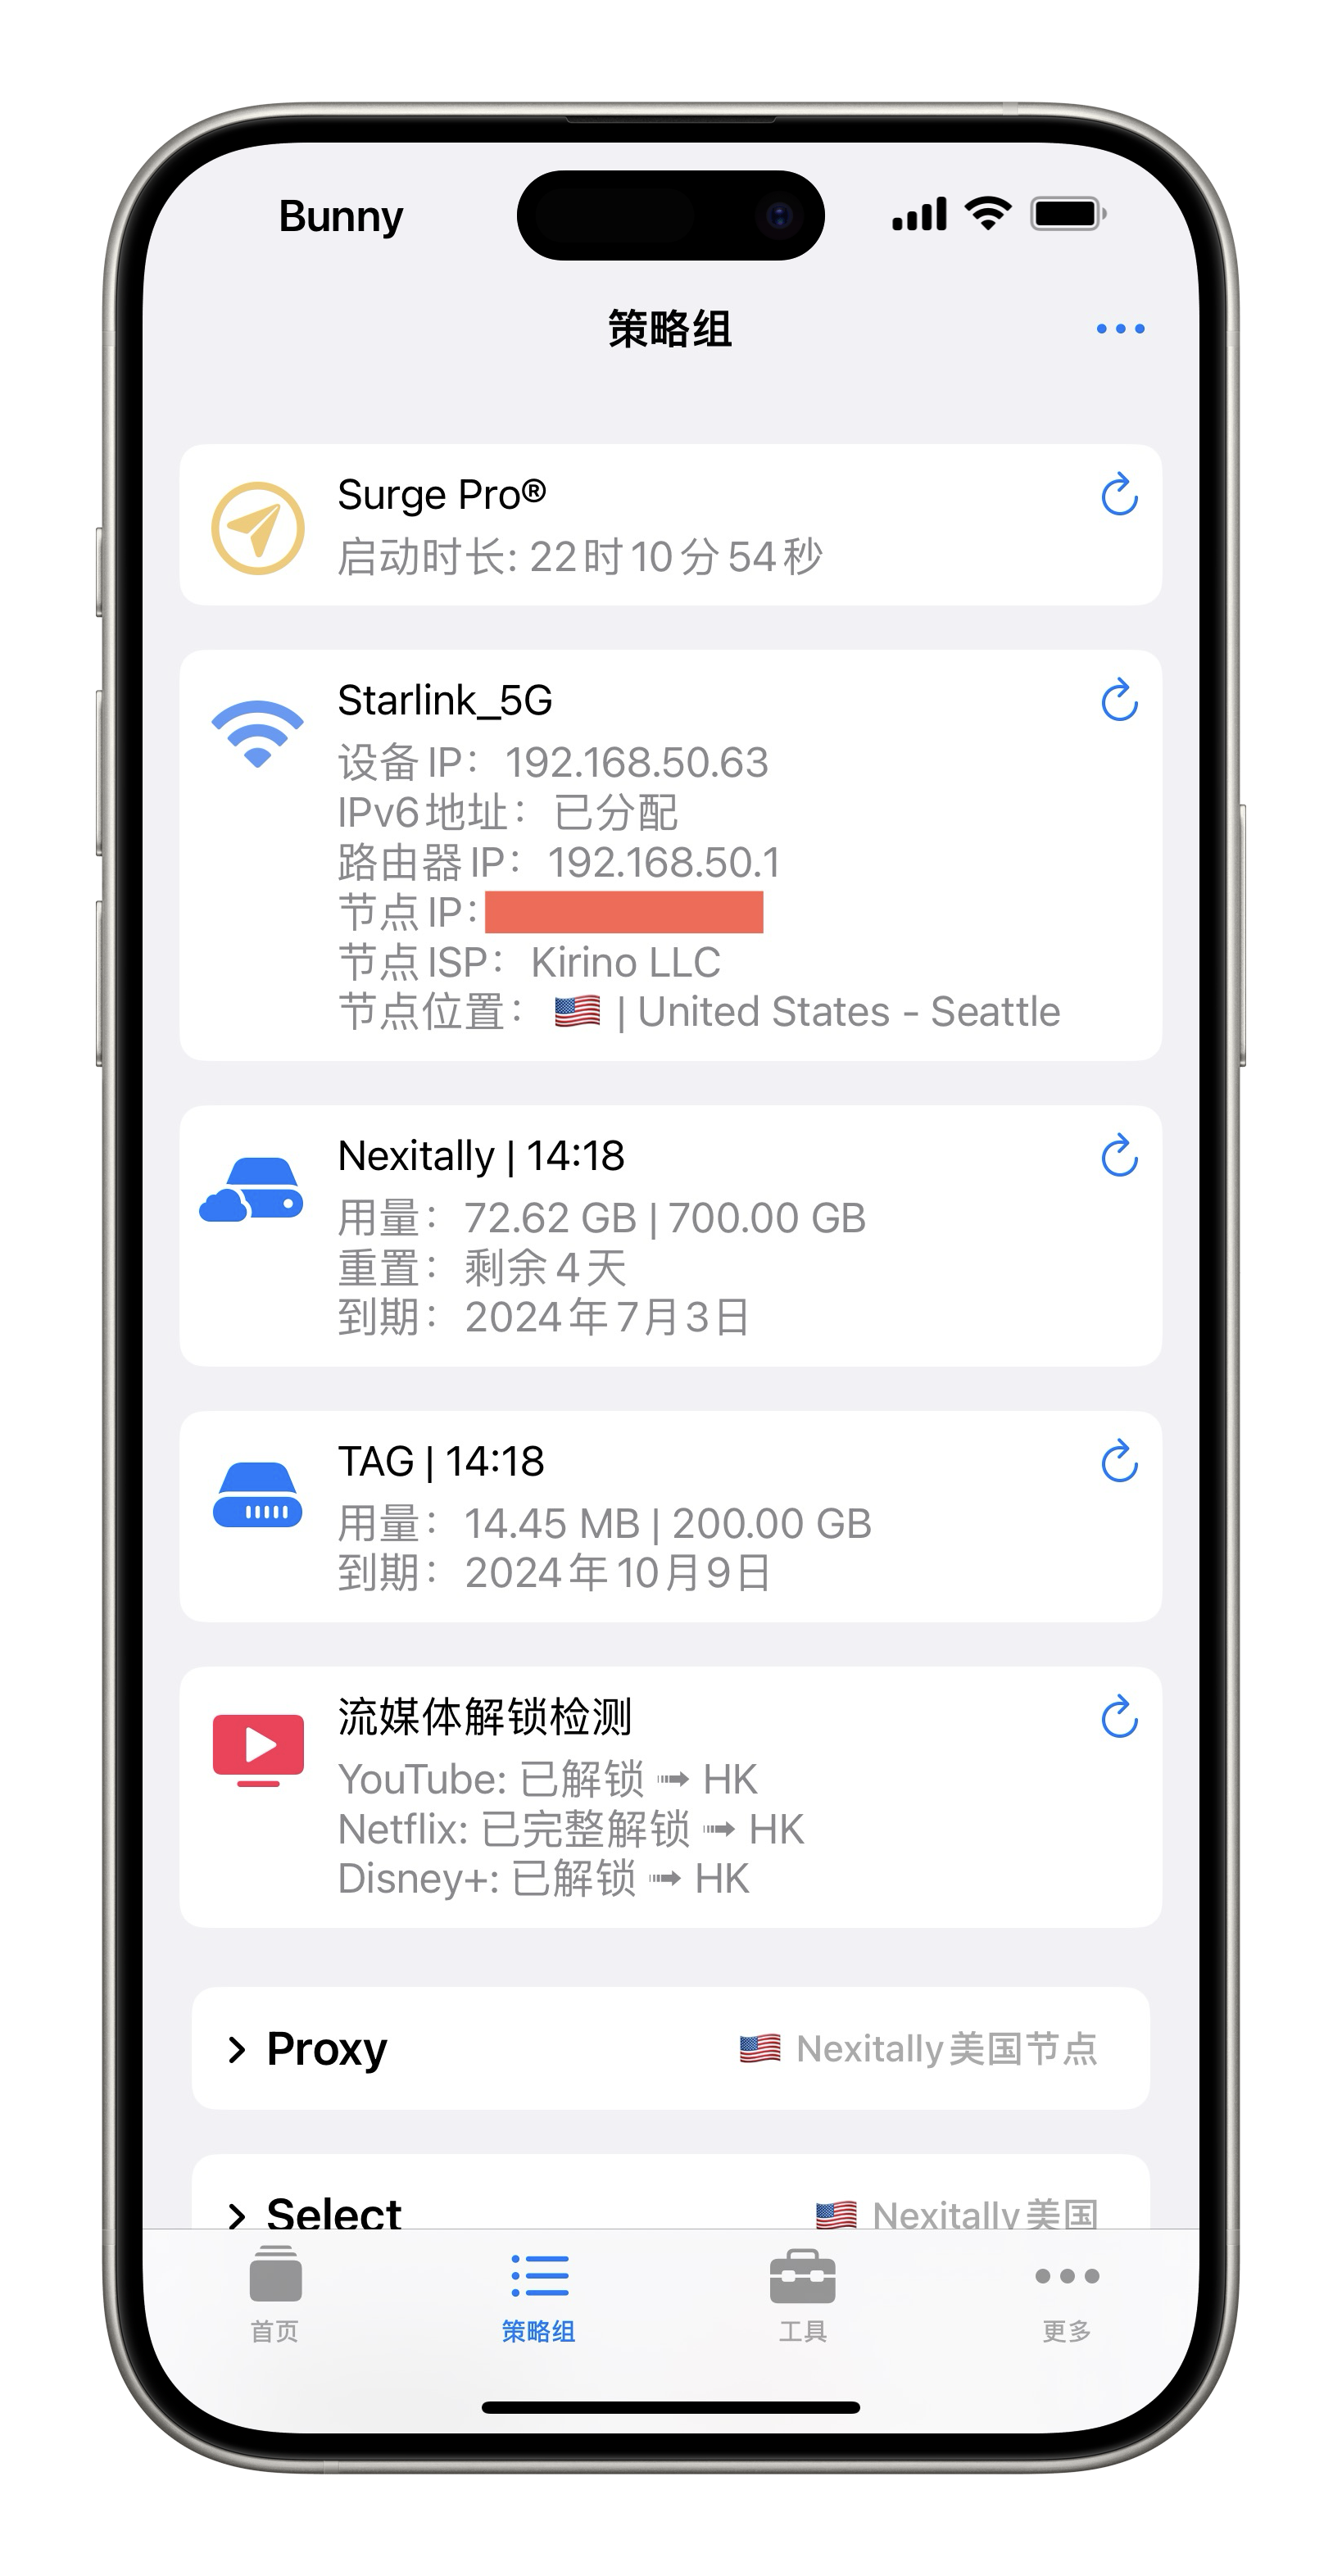 Bunny
策略组
Surge Pro®
启动时长: 22时10分54秒
Starlink_5G
设备 IP： 192.168.50.63
IPv6地址： 已分配
路由器 IP： 192.168.50.1
节点 IP：
节点 ISP： Kirino LLC
节点位置： 🇺🇸 | United States - Seattle
Nexitally | 14:18
用量： 72.62 GB | 700.00 GB
重置： 剩余4天
到期： 2024年7月3日
TAG | 14:18
用量： 14.45 MB | 200.00 GB
到期： 2024年10月9日
流媒体解锁检测
YouTube: 已解锁 ➟ HK
Netflix: 已完整解锁 ➟ HK
Disney+: 已解锁 ➟ HK
Proxy 🇺🇸 Nexitally美国节点
Select 🇺🇸 Nexitally美国
首页 策略组 工具 更多